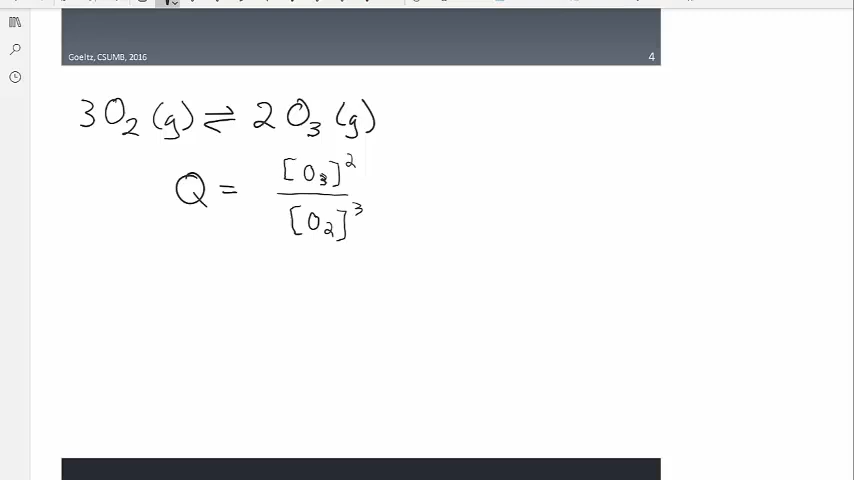 Goeltz, CSUMB, 2016
4
3O₂(g) ⇌ 2O₃(g)
Q = [O₃]²
[O₂]³